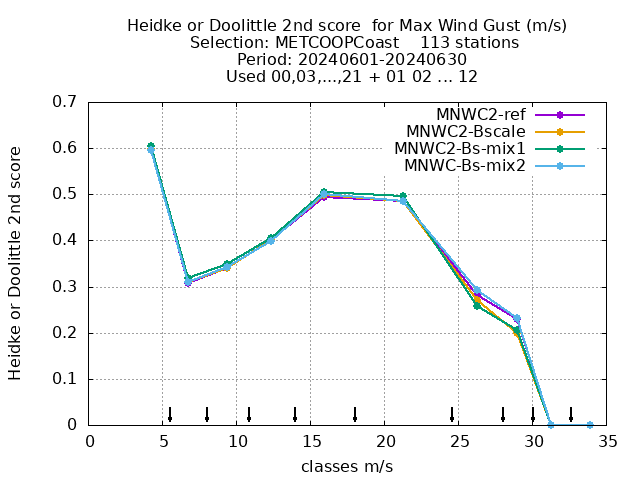 Heidke or Doolittle 2nd score  for Max Wind Gust (m/s)
Selection: METCOOPCoast    113 stations
Period: 20240601-20240630
Used 00,03,...,21 + 01 02 ... 12
MNWC2-ref
MNWC2-Bscale
MNWC2-Bs-mix1
MNWC-Bs-mix2
Heidke or Doolittle 2nd score
0.7
0.6
0.5
0.4
0.3
0.2
0.1
0
0 5 10 15 20 25 30 35
classes m/s